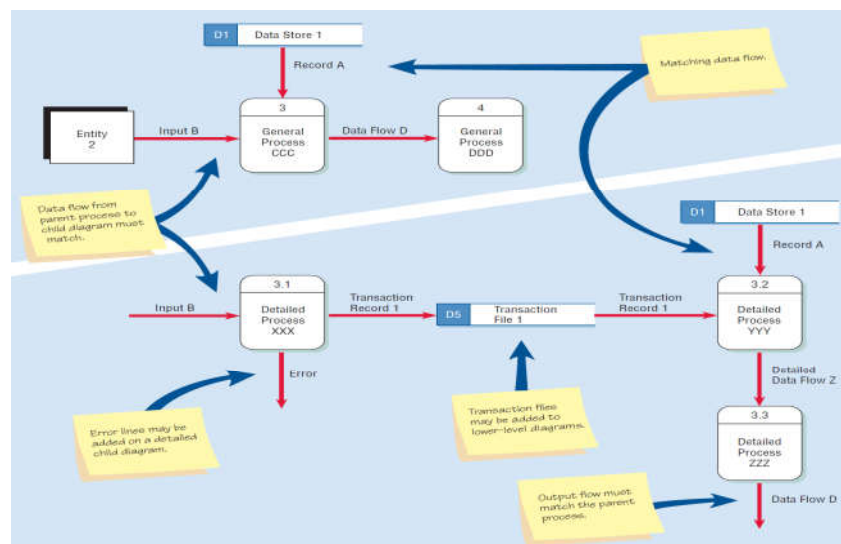 D1 Data Store 1
Record A
Matching data flow.
3
General
Process
CCC
4
General
Process
DDD
Entity
2
Input B
Data Flow D
Data flow from
parent process to
child diagram must
match.
D1 Data Store 1
Record A
3.1
Detailed
Process
XXX
Input B
Transaction
Record 1
D5 Transaction
File 1
Transaction
Record 1
3.2
Detailed
Process
YYY
Error
Detailed
Data Flow Z
Error lines may be
added on a detailed
child diagram.
Transaction files
may be added to
lower-level diagrams.
3.3
Detailed
Process
ZZZ
Output flow must
match the parent
process.
Data Flow D